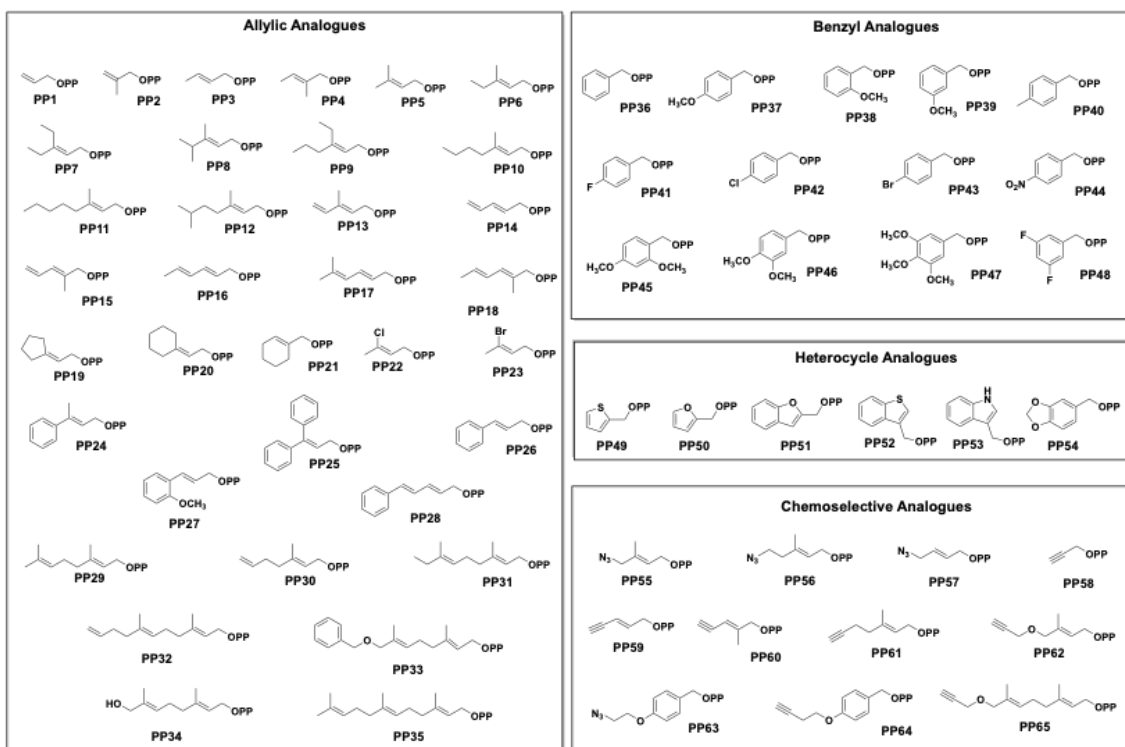 Allylic Analogues
OPP OPP OPP OPP OPP OPP
PP1 PP2 PP3 PP4 PP5 PP6
OPP OPP OPP OPP
PP7 PP8 PP9 PP10
OPP OPP OPP OPP
PP11 PP12 PP13 PP14
OPP OPP OPP OPP
PP15 PP16 PP17 PP18
Cl Br
OPP OPP OPP OPP OPP
PP19 PP20 PP21 PP22 PP23
OPP OPP OPP
PP24 PP25 PP26
OPP OPP
OCH₃
PP27 PP28
OPP OPP OPP
PP29 PP30 PP31
OPP O OPP
PP32 PP33
HO OPP OPP
PP34 PP35
Benzyl Analogues
OPP OPP OPP OPP OPP
H₃CO OCH₃ OCH₃
PP36 PP37 PP38 PP39 PP40
OPP OPP OPP OPP
F Cl Br O₂N
PP41 PP42 PP43 PP44
OPP OPP H₃CO OPP F OPP
H₃CO OCH₃ H₃CO OCH₃ H₃CO OCH₃ F
PP45 PP46 PP47 PP48
Heterocycle Analogues
S OPP O OPP O OPP S OPP H N OPP O O OPP
PP49 PP50 PP51 PP52 PP53 PP54
Chemoselective Analogues
N₃ OPP N₃ OPP N₃ OPP OPP
PP55 PP56 PP57 PP58
OPP OPP OPP O OPP
PP59 PP60 PP61 PP62
N₃ O OPP O OPP O OPP
PP63 PP64 PP65